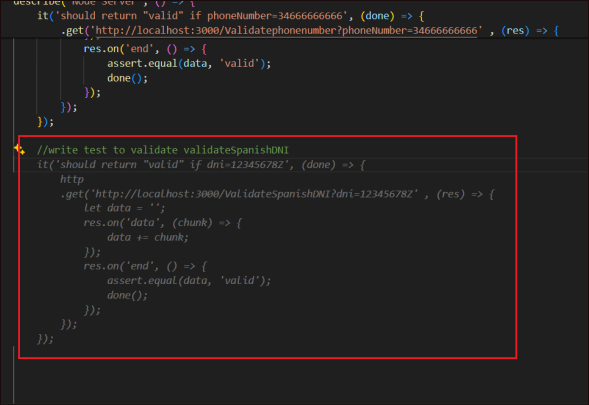 describe('Node Server', () => {
it('should return "valid" if phoneNumber=34666666666', (done) => {
.get('http://localhost:3000/Validatephonenumber?phoneNumber=34666666666' , (res) => {
});
res.on('end', () => {
assert.equal(data, 'valid');
done();
});
});
});
//write test to validate validateSpanishDNI
it('should return "valid" if dni=12345678Z', (done) => {
http
.get('http://localhost:3000/ValidateSpanishDNI?dni=12345678Z' , (res) => {
let data = '';
res.on('data', (chunk) => {
data += chunk;
});
res.on('end', () => {
assert.equal(data, 'valid');
done();
});
});
});